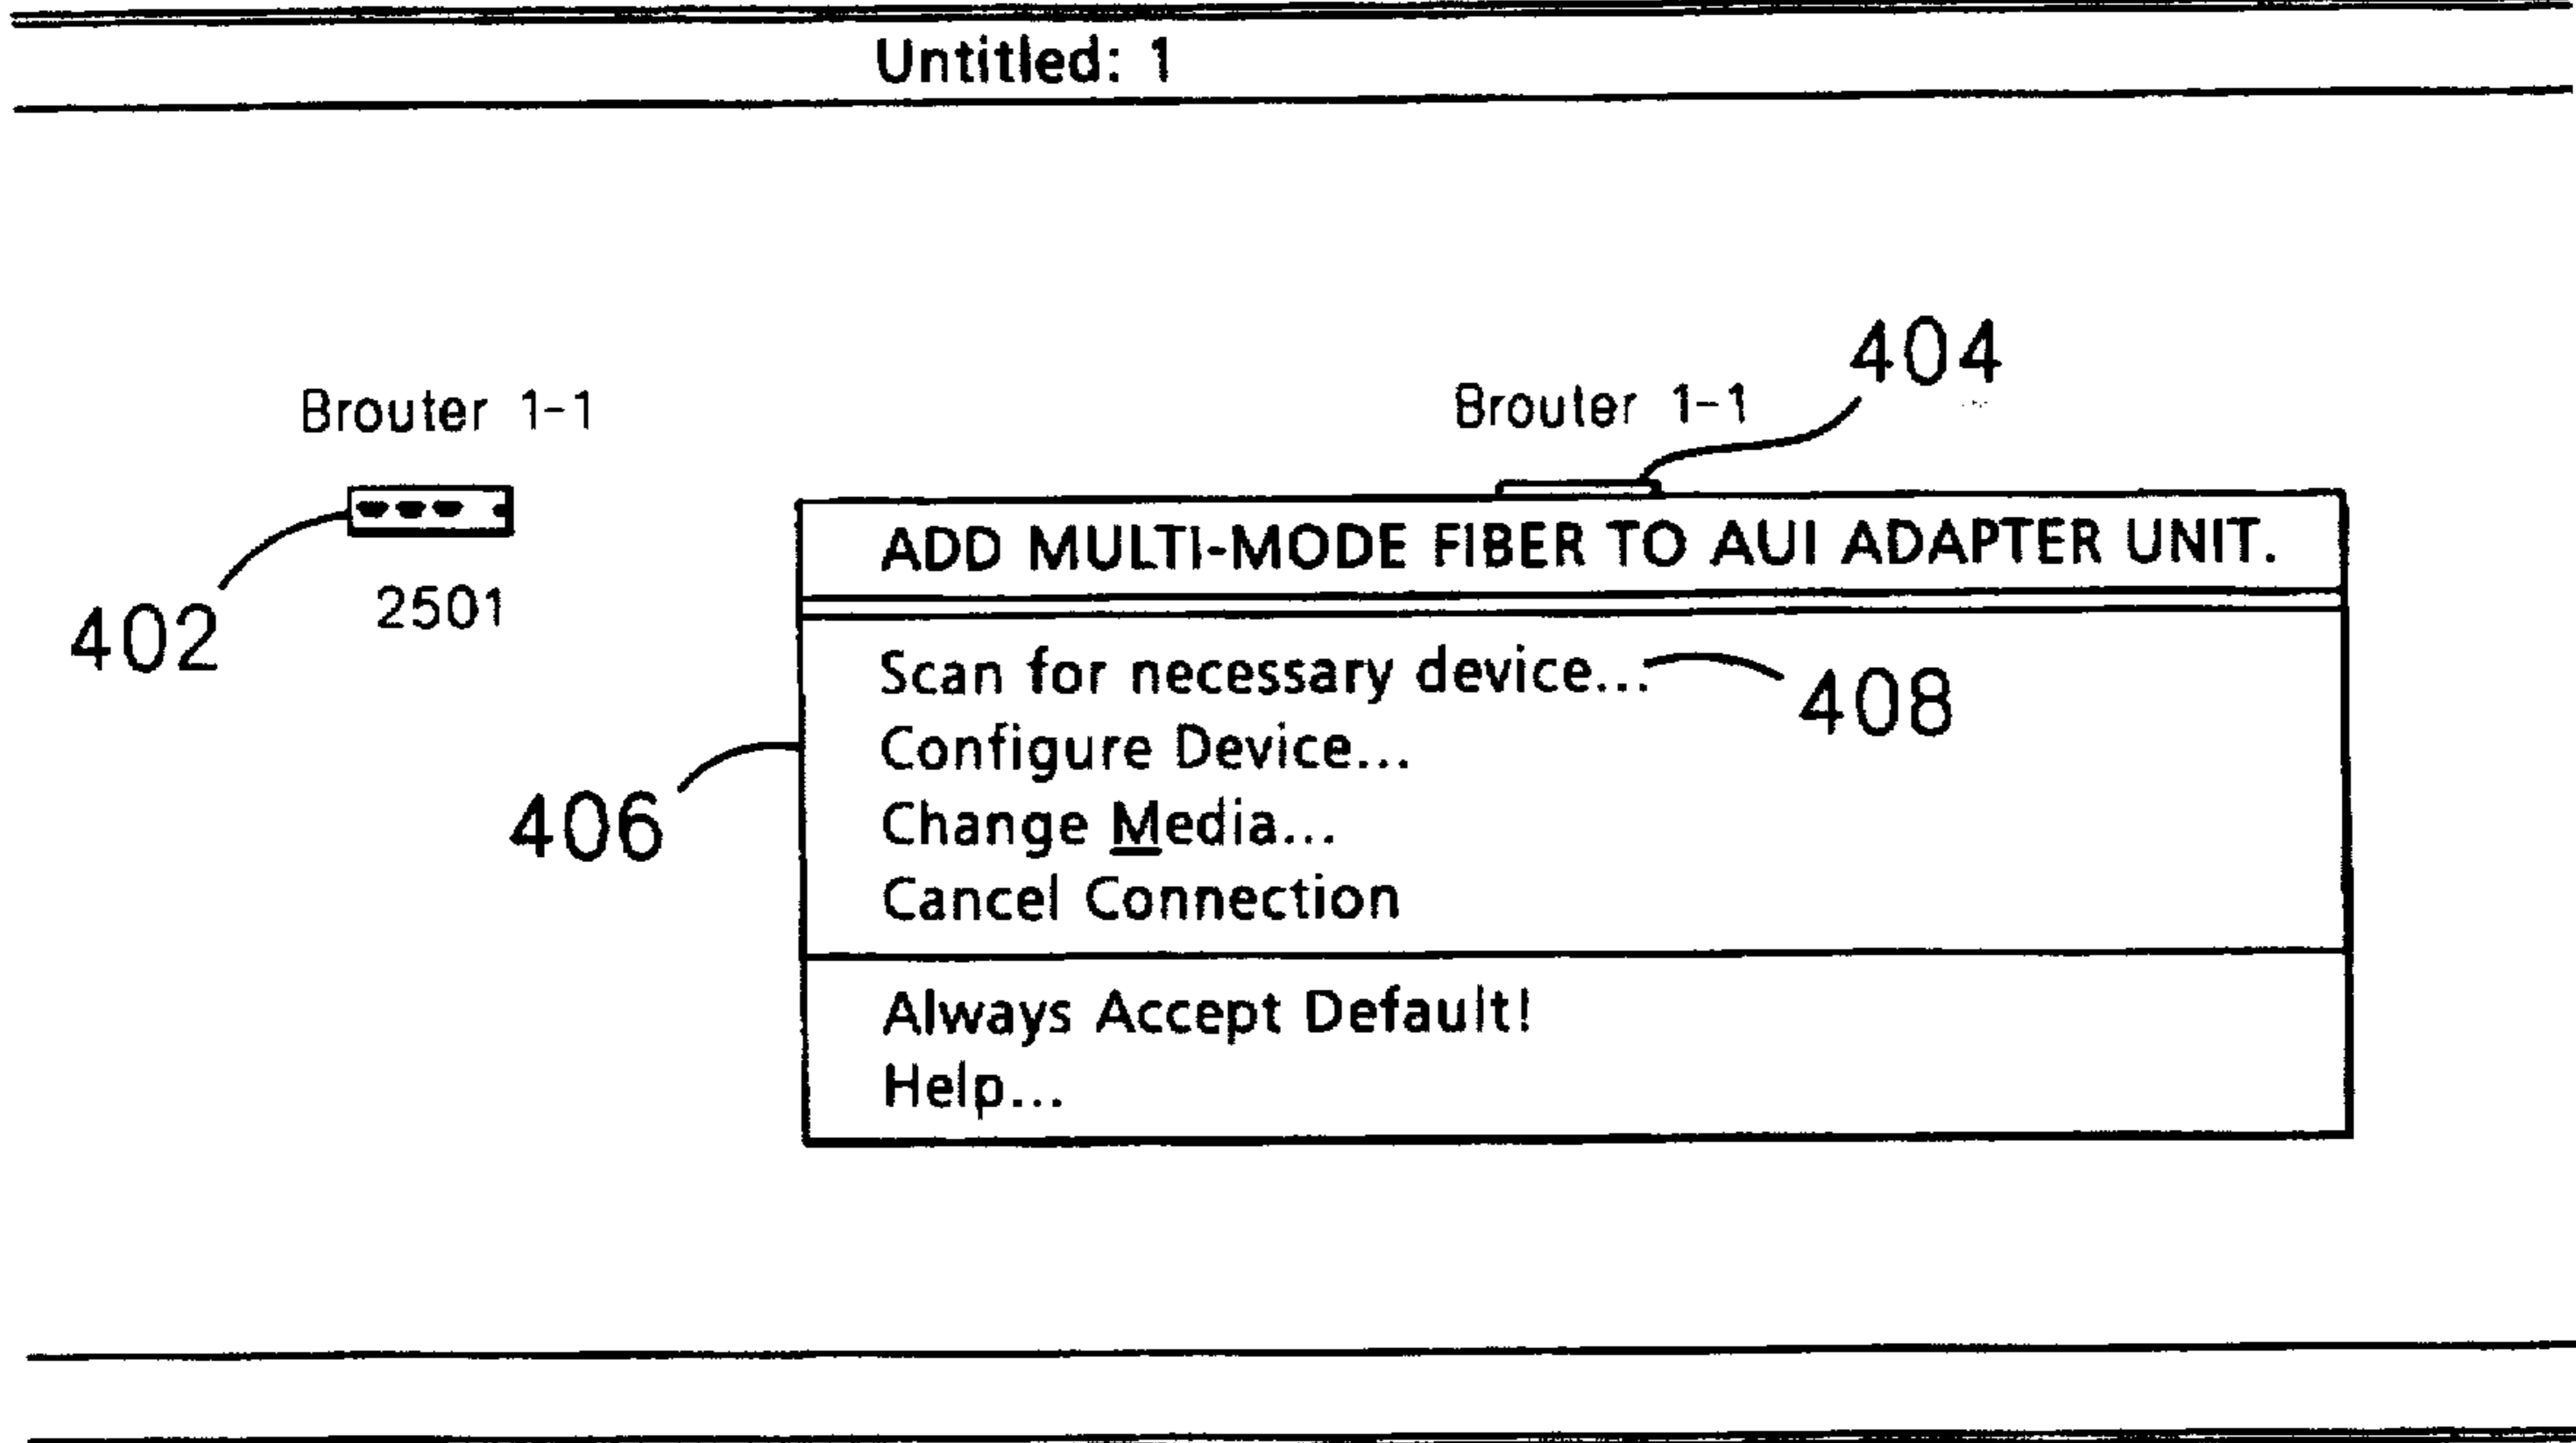 Untitled: 1
404
Brouter 1-1
Brouter 1-1
ADD MULTI-MODE FIBER TO AUI ADAPTER UNIT.
402
2501
Scan for necessary device...
408
Configure Device...
406
Change Media...
Cancel Connection
Always Accept Default!
Help...